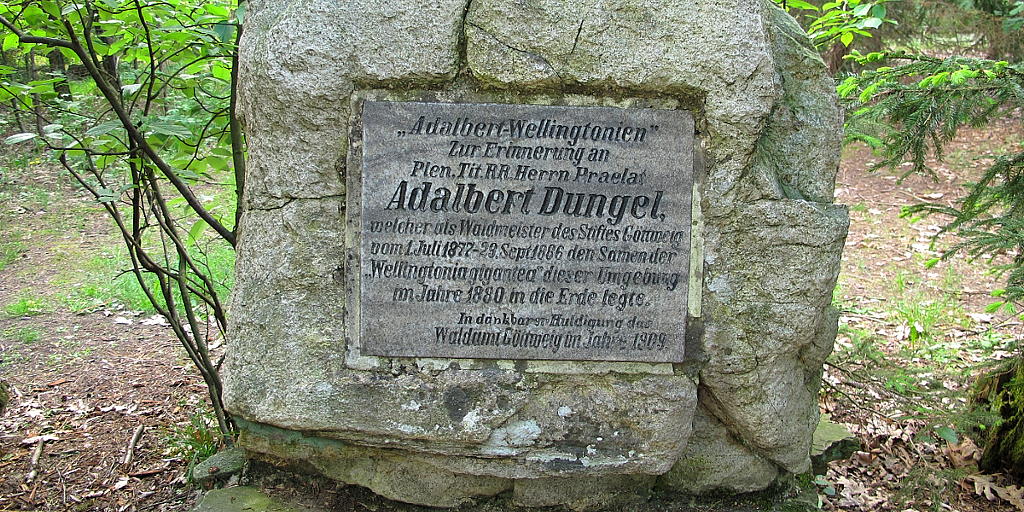 „Adalbert-Wellingtonien"
Zur Erinnerung an
Plen. Tit. RR. Herrn Praelat
Adalbert Dungel,
welcher als Waldmeister des Stiftes Göttweig
vom 1. Juli 1877-23. Sept. 1886 den Samen der
„Wellingtonia gigantea" dieser Umgebung
im Jahre 1880 in die Erde legte.
In dankbarer Huldigung das
Waldamt Göttweig im Jahre 1909